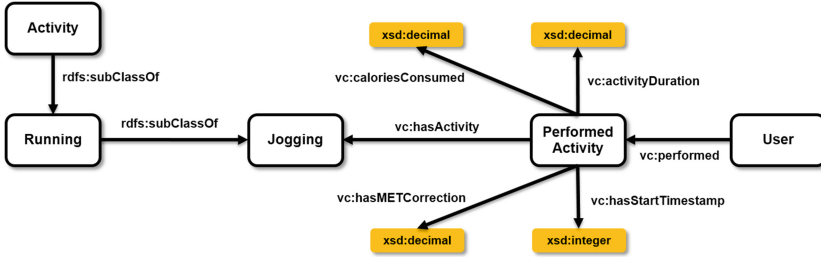 Activity
xsd:decimal
xsd:decimal
rdfs:subClassOf
vc:caloriesConsumed
vc:activityDuration
rdfs:subClassOf
vc:hasActivity
Running
Jogging
Performed
Activity
User
vc:performed
vc:hasMETCorrection
vc:hasStartTimestamp
xsd:decimal
xsd:integer